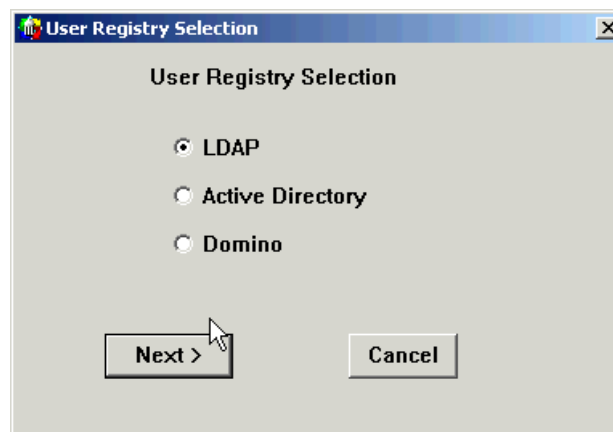 User Registry Selection
User Registry Selection
LDAP
Active Directory
Domino
Next > Cancel